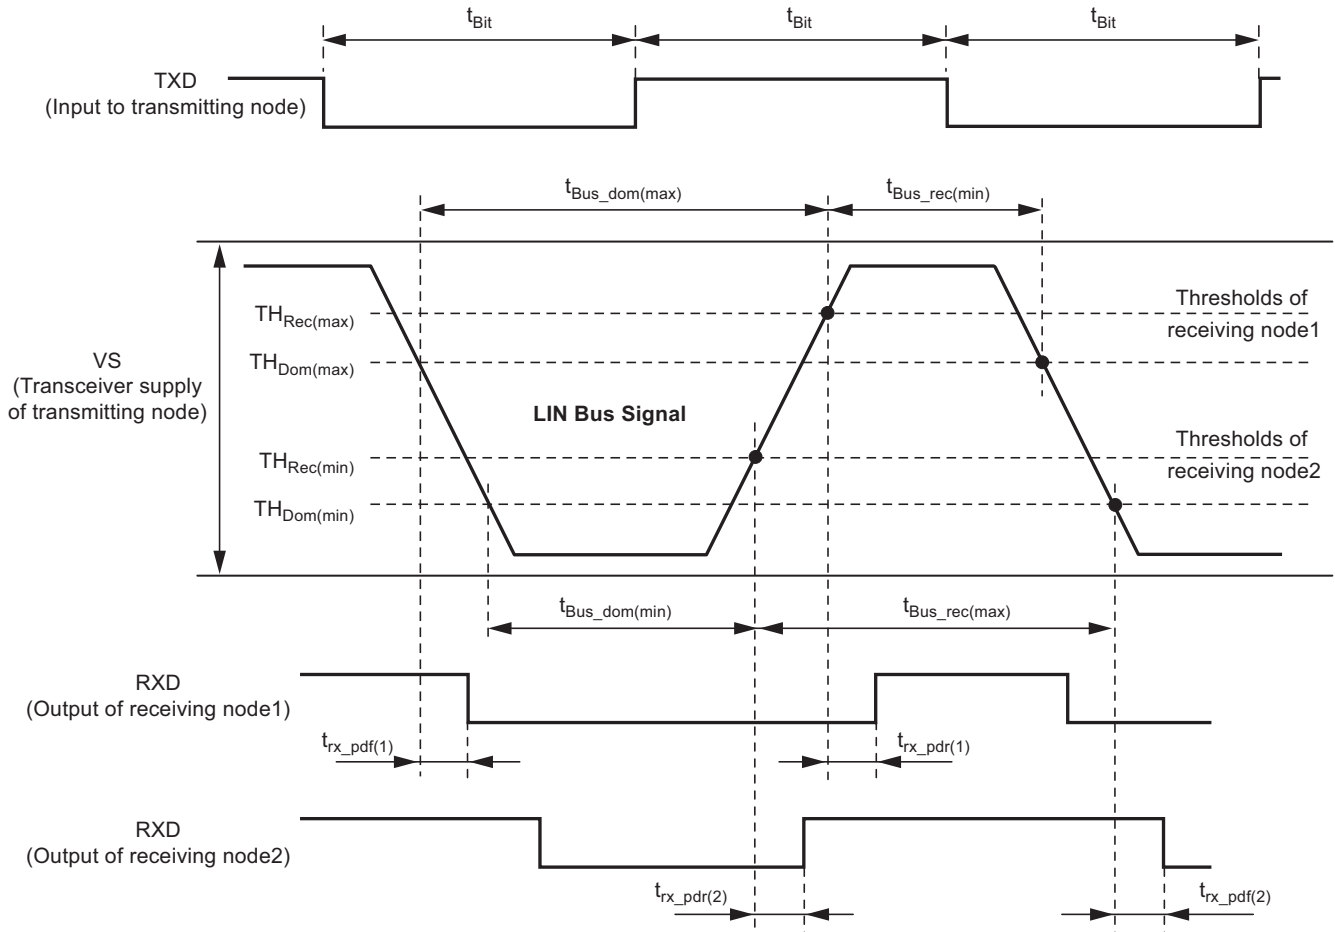 tBit
tBit
tBit
TXD
(Input to transmitting node)
tBus_dom(max)
tBus_rec(min)
THRec(max)
Thresholds of
receiving node1
THDom(max)
VS
(Transceiver supply
of transmitting node)
LIN Bus Signal
THRec(min)
Thresholds of
receiving node2
THDom(min)
tBus_dom(min)
tBus_rec(max)
RXD
(Output of receiving node1)
trx_pdf(1)
trx_pdr(1)
RXD
(Output of receiving node2)
trx_pdr(2)
trx_pdf(2)